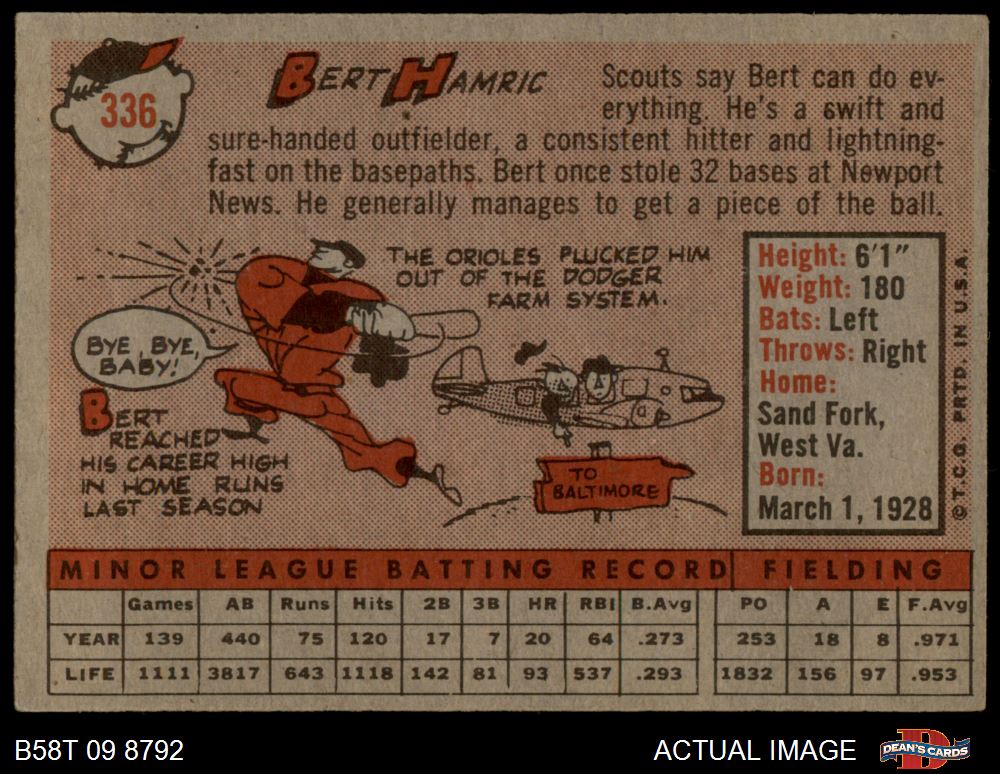 336
BERT HAMRIC
Scouts say Bert can do ev-
erything. He's a swift and
sure-handed outfielder, a consistent hitter and lightning-
fast on the basepaths. Bert once stole 32 bases at Newport
News. He generally manages to get a piece of the ball.
THE ORIOLES PLUCKED HIM
OUT OF THE DODGER
FARM SYSTEM.
BYE, BYE,
BABY!
BERT
REACHED
HIS CAREER HIGH
IN HOME RUNS
LAST SEASON
TO
BALTIMORE
Height: 6'1"
Weight: 180
Bats: Left
Throws: Right
Home:
Sand Fork,
West Va.
Born:
March 1, 1928
© T.C.G. PRTD. IN U.S.A.
MINOR LEAGUE BATTING RECORD FIELDING
Games AB Runs Hits 2B 3B HR RBI B.Avg PO A E F.Avg
YEAR 139 440 75 120 17 7 20 64 .273 253 18 8 .971
LIFE 1111 3817 643 1118 142 81 93 537 .293 1832 156 97 .953
B58T 09 8792
ACTUAL IMAGE
DEAN'S CARDS